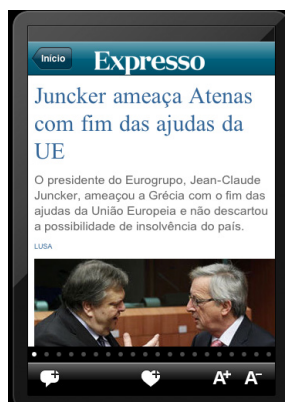 Início
Expresso
Juncker ameaça Atenas
com fim das ajudas da
UE
O presidente do Eurogrupo, Jean-Claude
Juncker, ameaçou a Grécia com o fim das
ajudas da União Europeia e não descartou
a possibilidade de insolvência do país.
LUSA
A+ A-